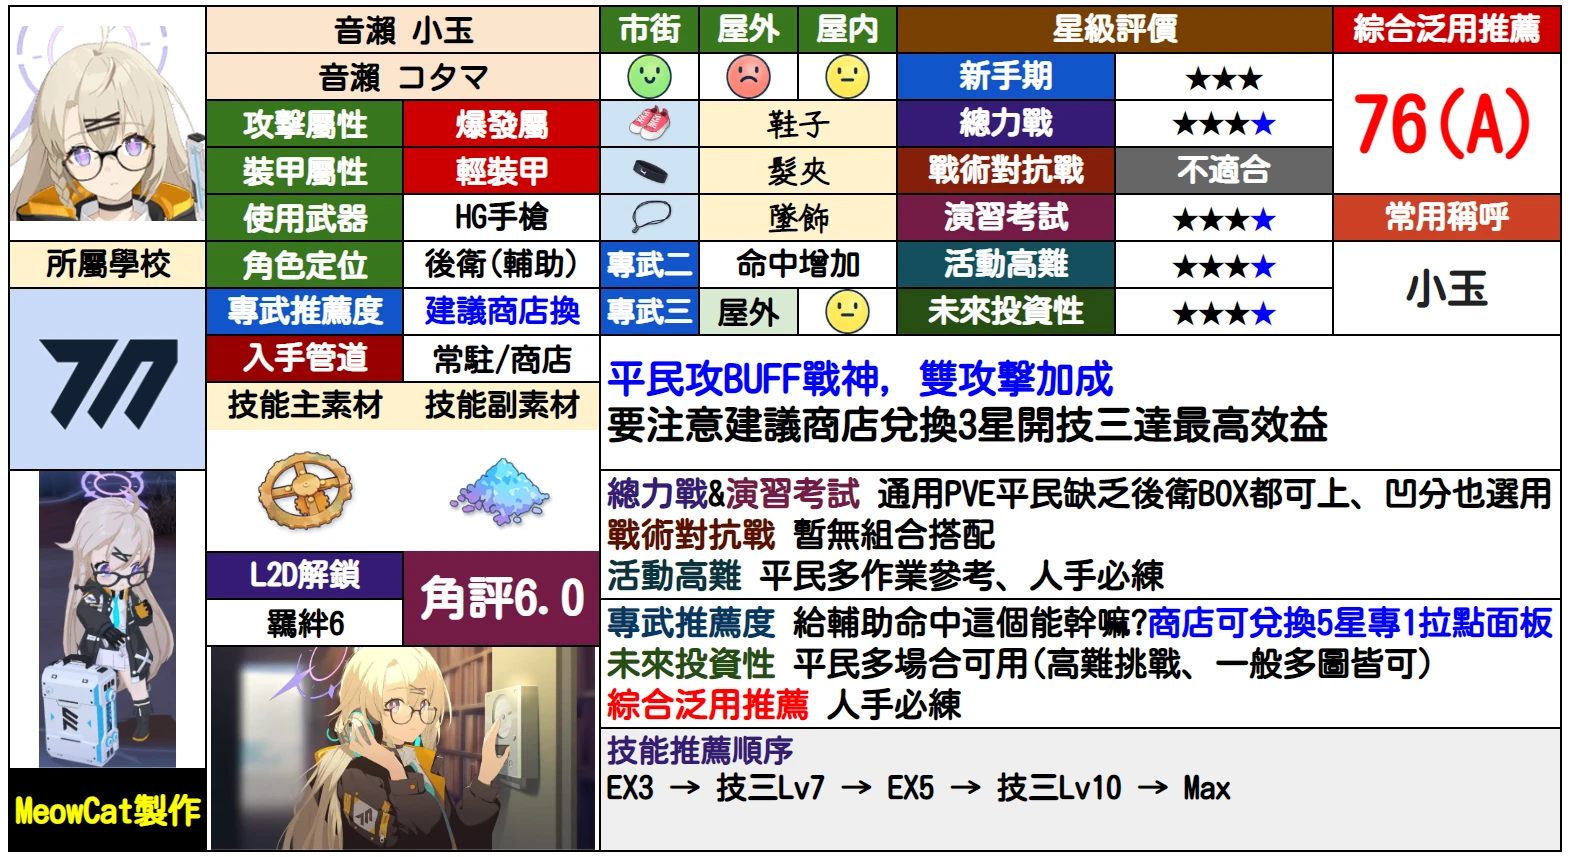 音瀨 小玉
音瀨 コタマ
市街
屋外
屋内
星級評價
綜合泛用推薦
新手期
★★★
76(A)
攻擊屬性
爆發屬
鞋子
總力戰
★★★★
裝甲屬性
輕裝甲
髮夾
戰術對抗戰
不適合
使用武器
HG手槍
墜飾
演習考試
★★★★
常用稱呼
所屬學校
角色定位
後衛(輔助)
專武二
命中增加
活動高難
★★★★
小玉
專武推薦度
建議商店換
專武三
屋外
未來投資性
★★★★
入手管道
常駐/商店
技能主素材
技能副素材
平民攻BUFF戰神, 雙攻擊加成
要注意建議商店兌換3星開技三達最高效益
總力戰&演習考試 通用PVE平民缺乏後衛BOX都可上、凹分也選用
戰術對抗戰 暫無組合搭配
活動高難 平民多作業參考、人手必練
L2D解鎖
羈絆6
角評6.0
專武推薦度 給輔助命中這個能幹嘛?商店可兌換5星專1拉點面板
未來投資性 平民多場合可用(高難挑戰、一般多圖皆可)
綜合泛用推薦 人手必練
技能推薦順序
EX3 → 技三Lv7 → EX5 → 技三Lv10 → Max
MeowCat製作